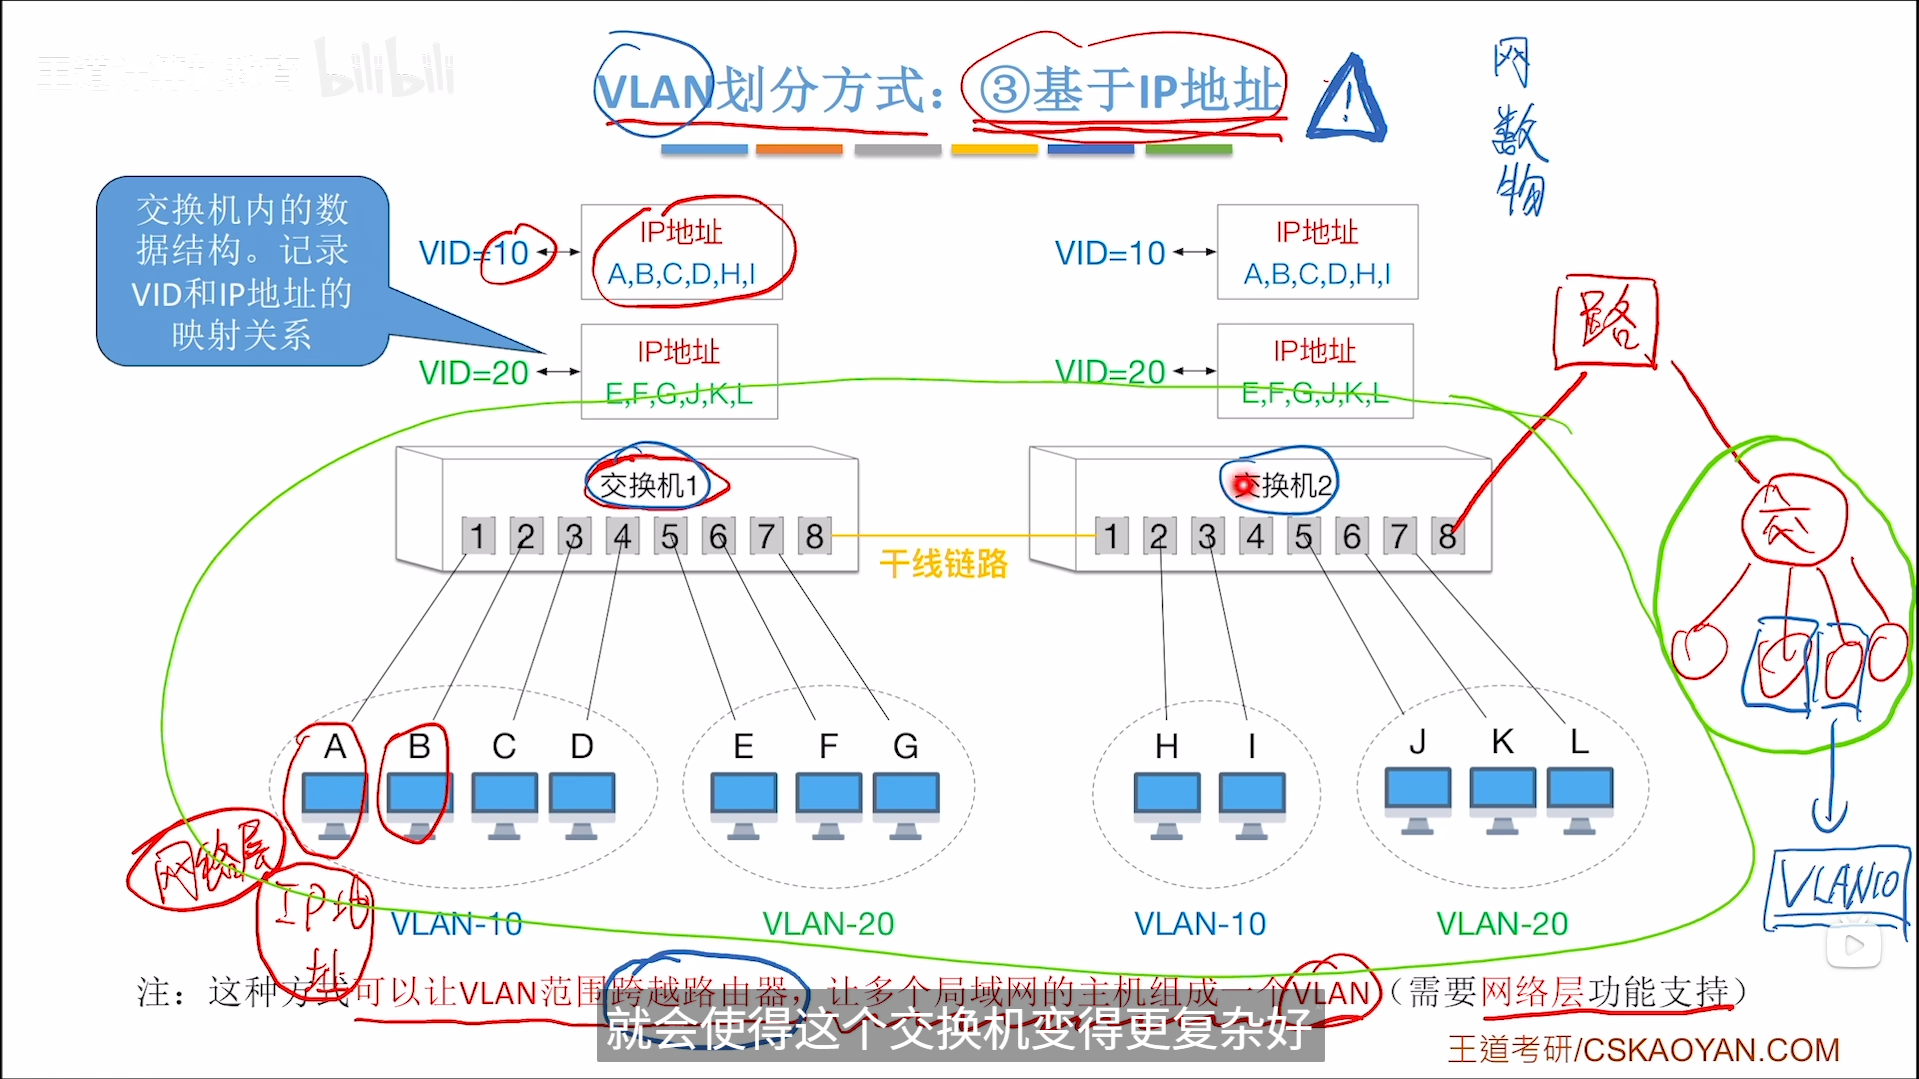 王道计算机教育 bilibili
VLAN划分方式：③基于IP地址
网
数
物
交换机内的数
据结构。记录
VID和IP地址的
映射关系
VID=10
IP地址
A,B,C,D,H,I
VID=10
IP地址
A,B,C,D,H,I
VID=20
IP地址
E,F,G,J,K,L
VID=20
IP地址
E,F,G,J,K,L
路
交换机1
交换机2
交
1 2 3 4 5 6 7 8
干线链路
1 2 3 4 5 6 7 8
A B C D E F G H I J K L
网络层
IP地
址
VLAN10
VLAN-10 VLAN-20 VLAN-10 VLAN-20
注：这种方式可以让VLAN范围跨越路由器，让多个局域网的主机组成一个VLAN（需要网络层功能支持）
就会使得这个交换机变得更复杂好
王道考研/CSKAOYAN.COM